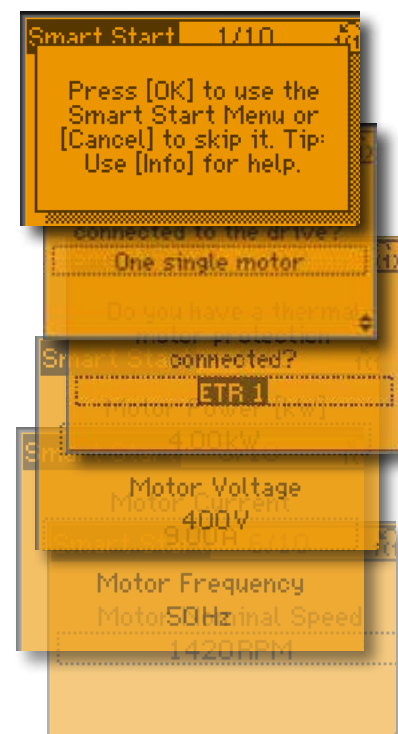 Smart Start 1/10
Press [OK] to use the
Smart Start Menu or
[Cancel] to skip it. Tip:
Use [Info] for help.
connected to the drive?
One single motor
Do you have a thermal
motor protection
connected?
ETR 1
Motor Power [kW]
4.00kW
Motor Voltage
400V
Motor Current
9.00A
Motor Frequency
50Hz
Motor Nominal Speed
1420RPM